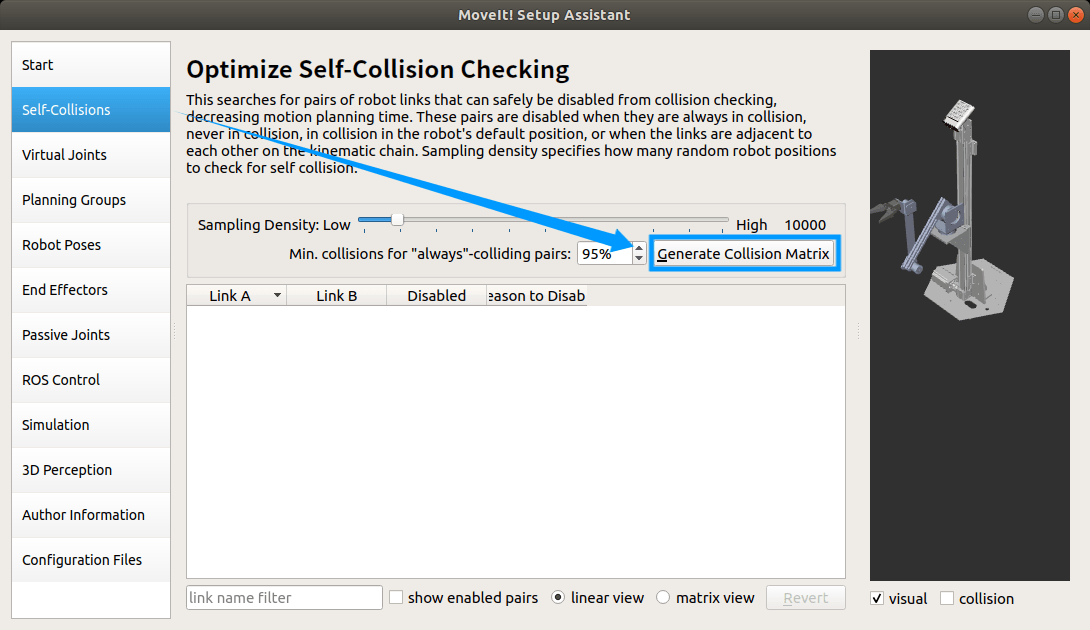 MoveIt! Setup Assistant
Start
Self-Collisions
Virtual Joints
Planning Groups
Robot Poses
End Effectors
Passive Joints
ROS Control
Simulation
3D Perception
Author Information
Configuration Files
Optimize Self-Collision Checking
This searches for pairs of robot links that can safely be disabled from collision checking,
decreasing motion planning time. These pairs are disabled when they are always in collision,
never in collision, in collision in the robot's default position, or when the links are adjacent to
each other on the kinematic chain. Sampling density specifies how many random robot positions
to check for self collision.
Sampling Density: Low High 10000
Min. collisions for "always"-colliding pairs: 95% Generate Collision Matrix
Link A Link B Disabled eason to Disab
link name filter show enabled pairs linear view matrix view Revert
visual collision